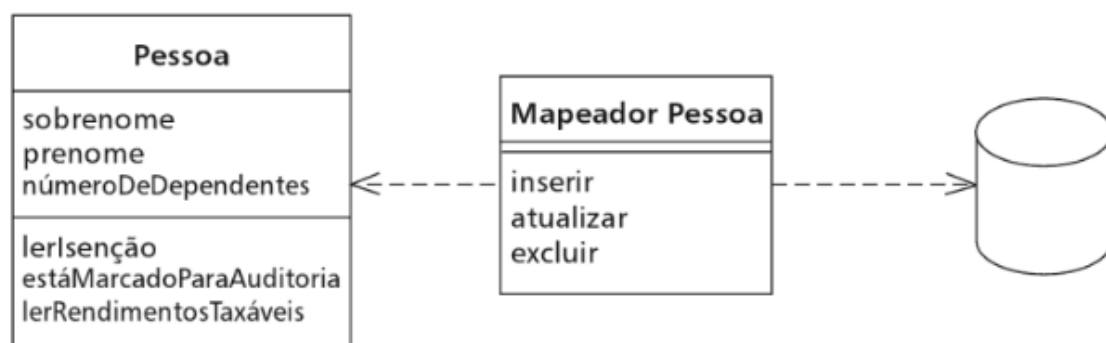 Pessoa
sobrenome
prenome
númeroDeDependentes
lerIsenção
estáMarcadoParaAuditoria
lerRendimentosTaxáveis
Mapeador Pessoa
inserir
atualizar
excluir